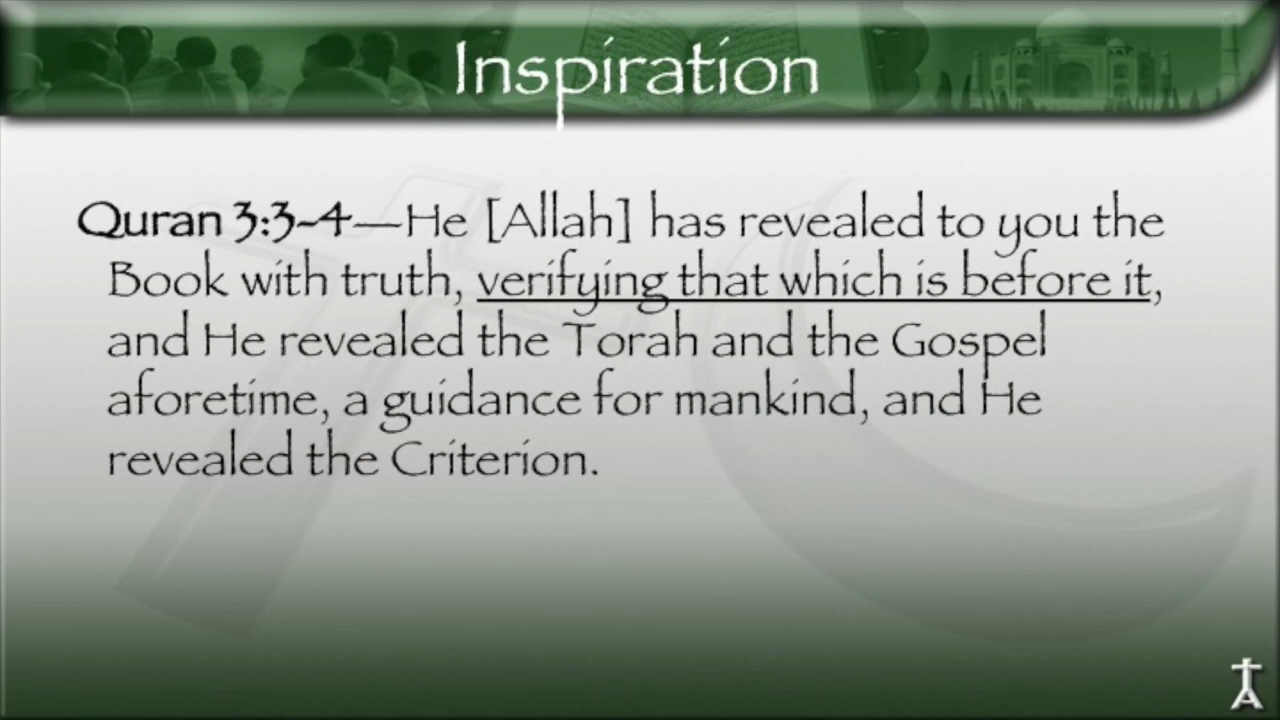 Inspiration
Quran 3:3-4—He [Allah] has revealed to you the
Book with truth, verifying that which is before it,
and He revealed the Torah and the Gospel
aforetime, a guidance for mankind, and He
revealed the Criterion.